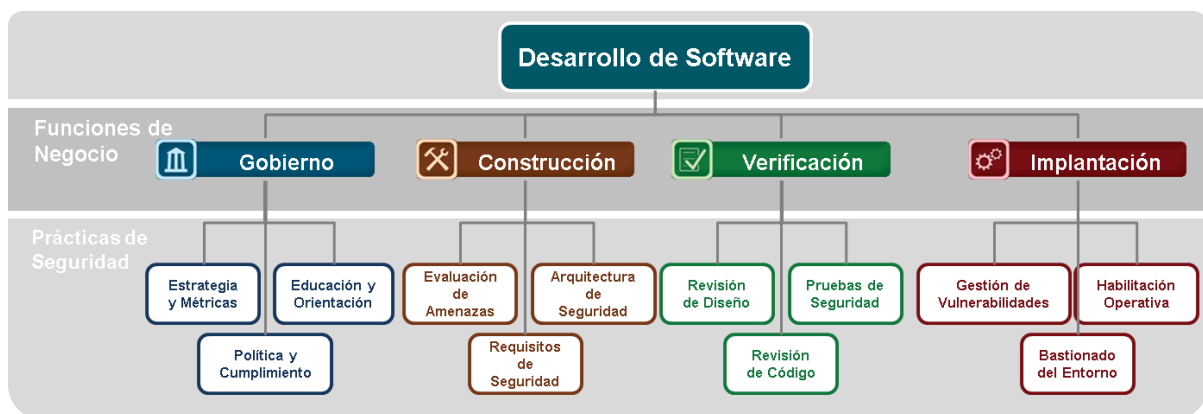 Desarrollo de Software
Funciones de
Negocio
Gobierno
Construcción
Verificación
Implantación
Prácticas de
Seguridad
Estrategia
y Métricas
Educación y
Orientación
Política y
Cumplimiento
Evaluación
de
Amenazas
Arquitectura
de
Seguridad
Requisitos
de
Seguridad
Revisión
de Diseño
Pruebas de
Seguridad
Revisión
de Código
Gestión de
Vulnerabilidades
Habilitación
Operativa
Bastionado
del Entorno